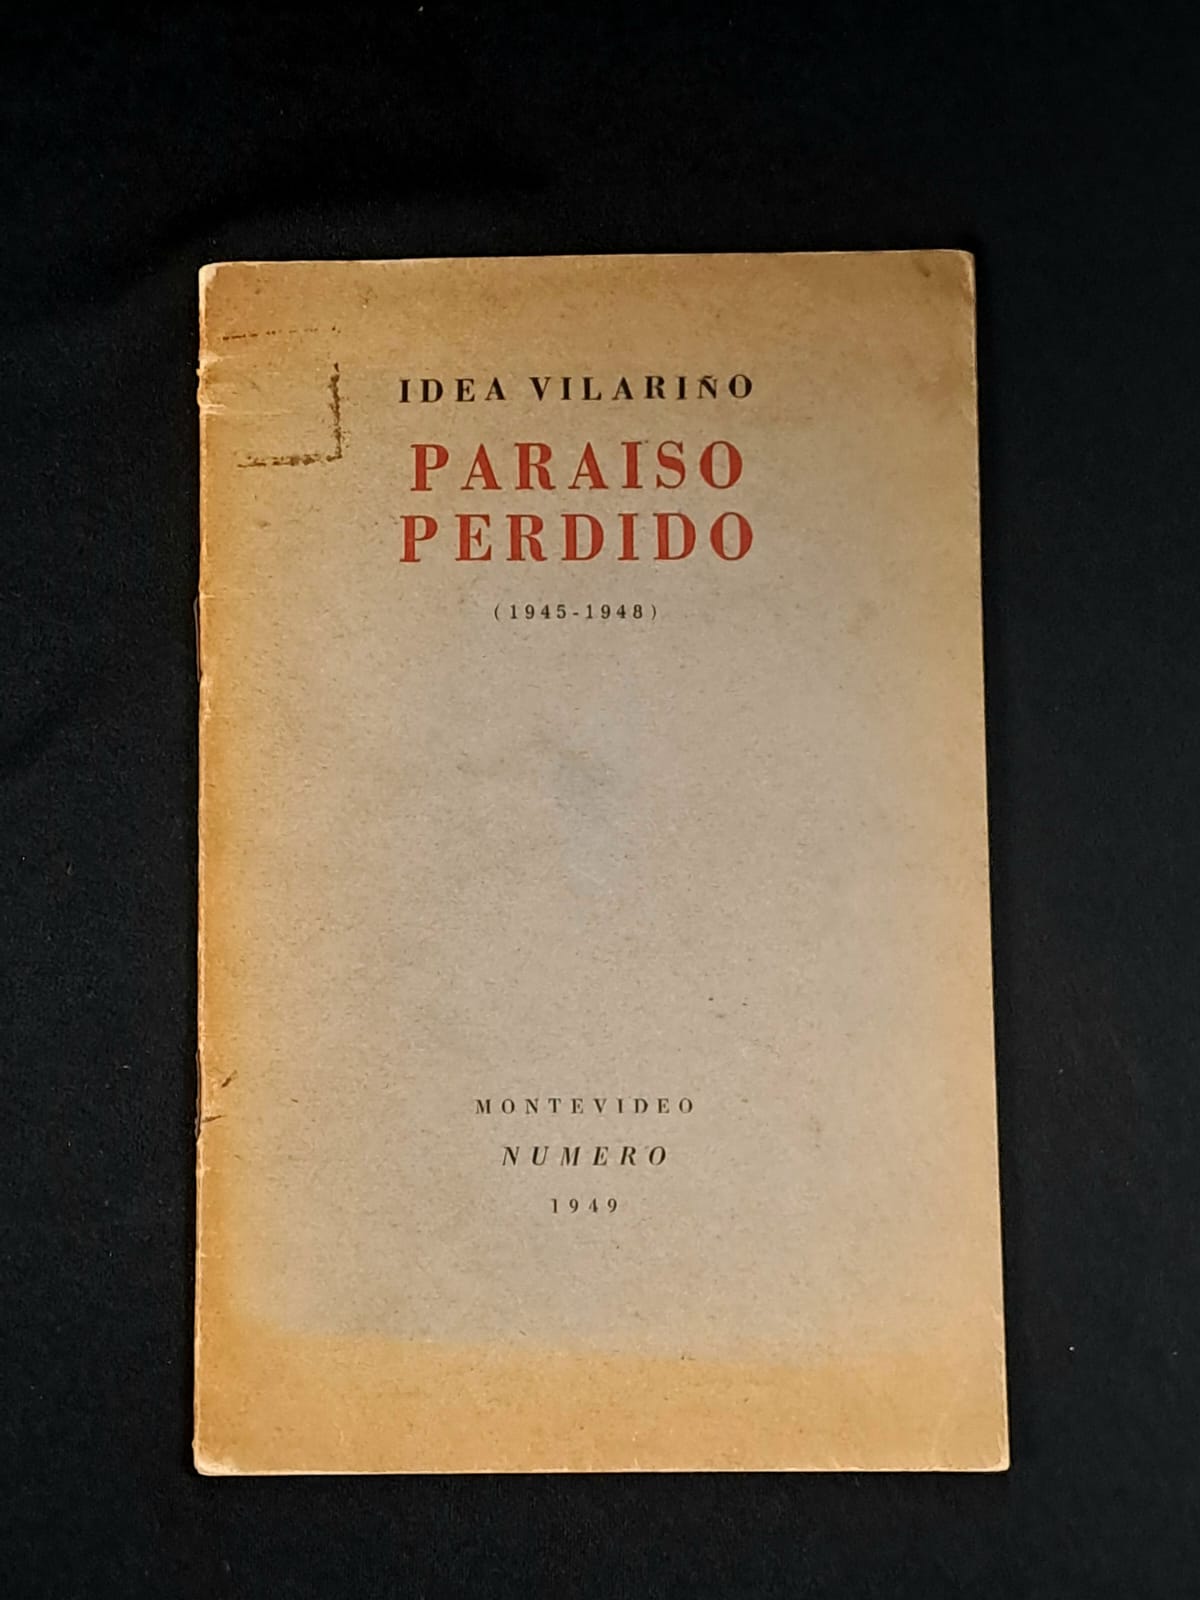 IDEA VILARIÑO
PARAISO
PERDIDO
(1945-1948)
MONTEVIDEO
NUMERO
1949